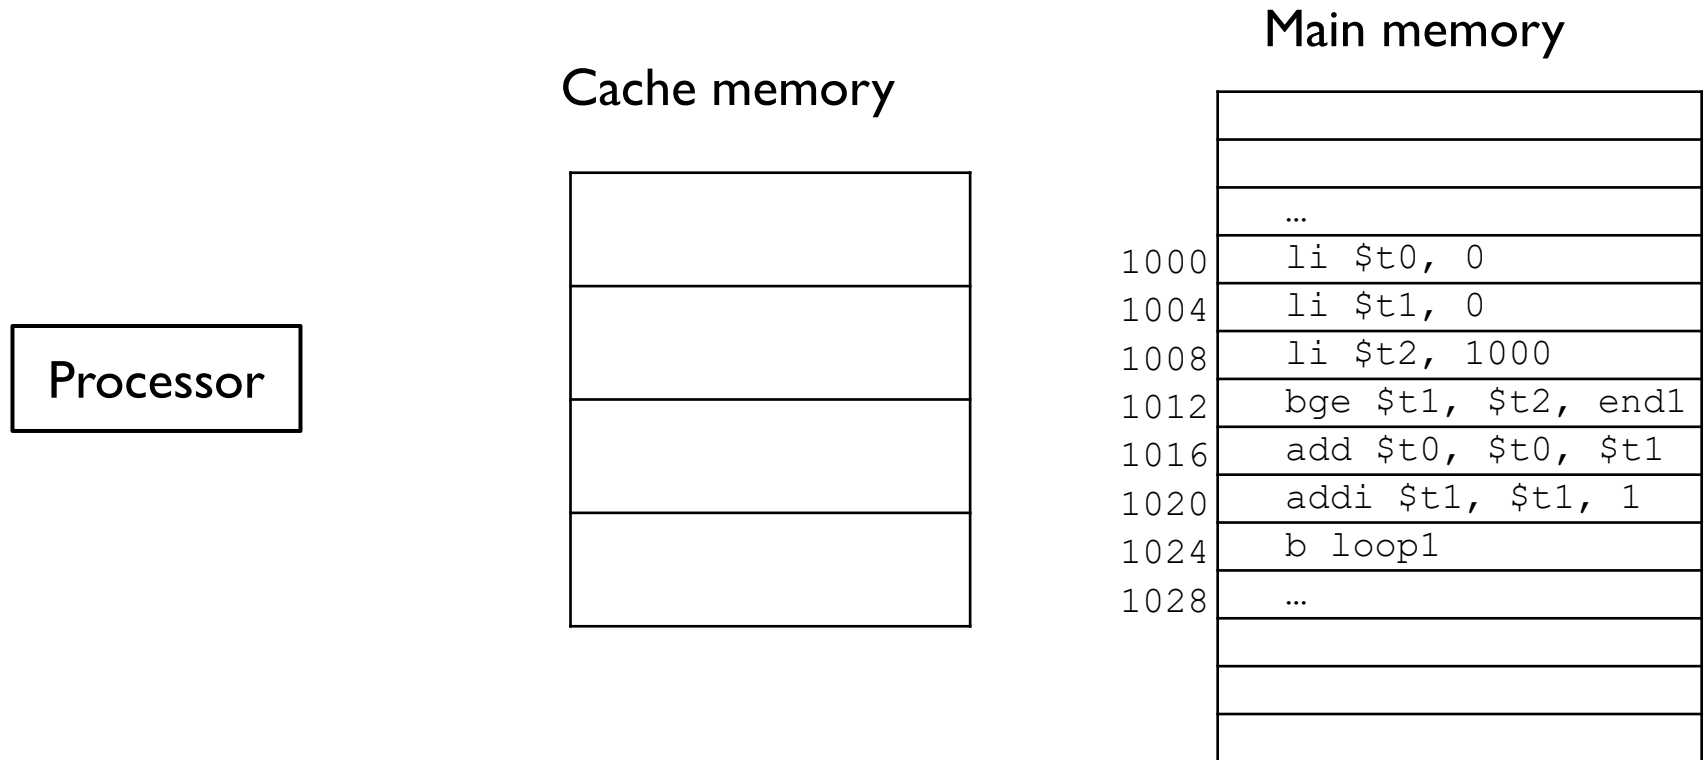 Main memory
Cache memory
…
1000 li $t0, 0
1004 li $t1, 0
1008 li $t2, 1000
Processor
1012 bge $t1, $t2, end1
1016 add $t0, $t0, $t1
1020 addi $t1, $t1, 1
1024 b loop1
1028 …